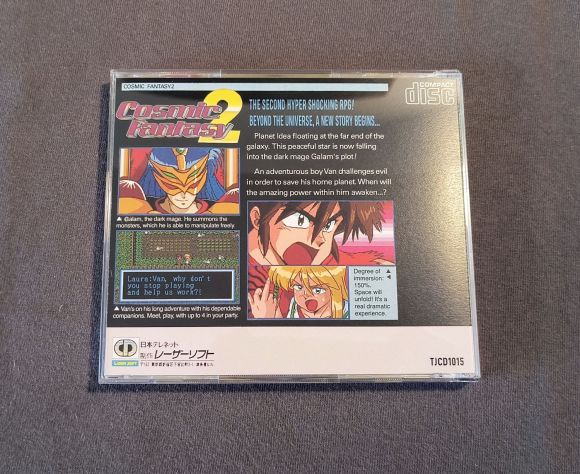 COSMIC FANTASY2
COMPACT
disc
Cosmic
Fantasy 2
THE SECOND HYPER SHOCKING RPG!
BEYOND THE UNIVERSE, A NEW STORY BEGINS...
Planet Idea floating at the far end of the
galaxy. This peaceful star is now falling
into the dark mage Galam's plot!
An adventurous boy Van challenges evil
in order to save his home planet. When will
the amazing power within him awaken...?
▲ Galam, the dark mage. He summons the
monsters, which he is able to manipulate freely.
Laura:Van, why don't
you stop playing
and help us work?!
▲ Van's on his long adventure with his dependable
companions. Meet, play, with up to 4 in your party.
Degree of ▲
immersion: ◀
150%.
Space will
unfold! It's a
real dramatic
experience.
日本テレネット
製作 レーザーソフト
LASER SOFT
TJCD1015